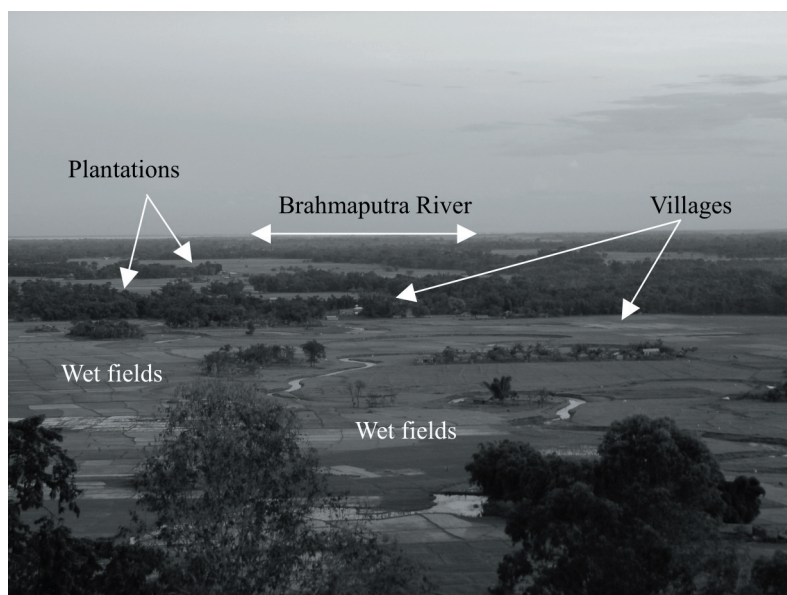 Plantations
Brahmaputra River
Villages
Wet fields
Wet fields